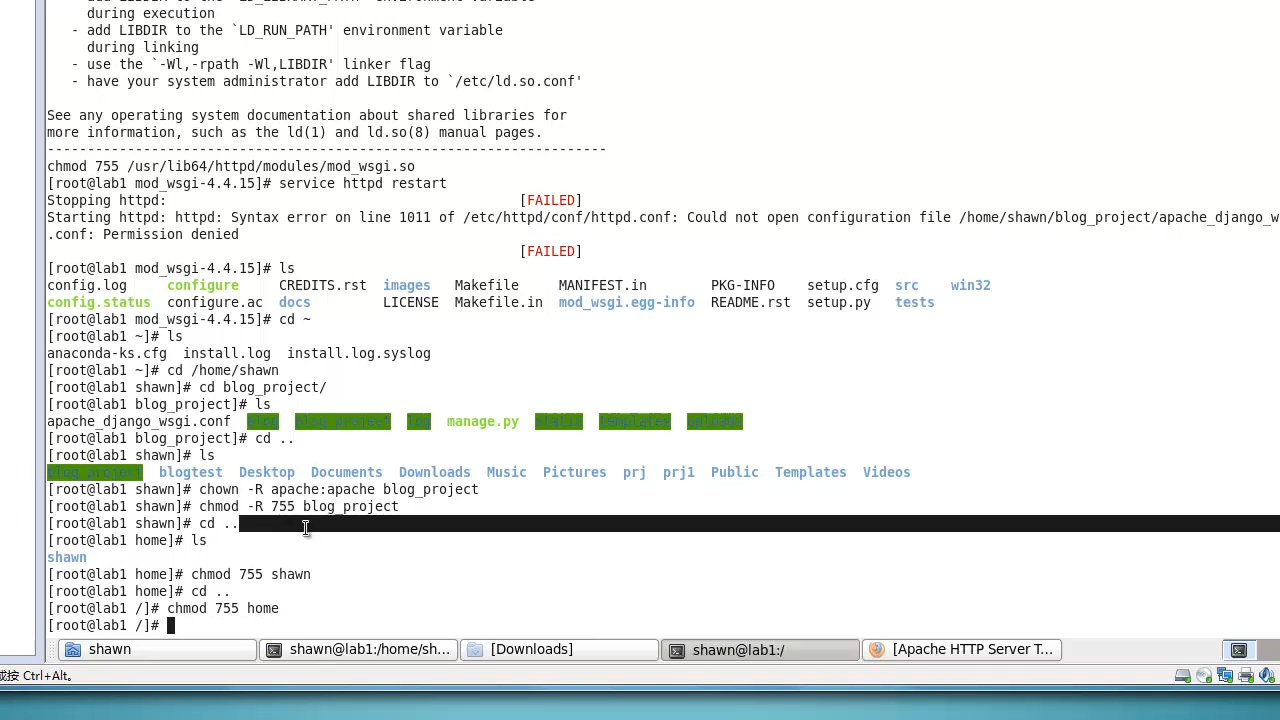 during execution
- add LIBDIR to the `LD_RUN_PATH' environment variable
during linking
- use the `-Wl,-rpath -Wl,LIBDIR' linker flag
- have your system administrator add LIBDIR to `/etc/ld.so.conf'
See any operating system documentation about shared libraries for
more information, such as the ld(1) and ld.so(8) manual pages.
----------------------------------------------------------------------
chmod 755 /usr/lib64/httpd/modules/mod_wsgi.so
[root@lab1 mod_wsgi-4.4.15]# service httpd restart
Stopping httpd: [FAILED]
Starting httpd: httpd: Syntax error on line 1011 of /etc/httpd/conf/httpd.conf: Could not open configuration file /home/shawn/blog_project/apache_django_w
.conf: Permission denied
[FAILED]
[root@lab1 mod_wsgi-4.4.15]# ls
config.log configure CREDITS.rst images Makefile MANIFEST.in PKG-INFO setup.cfg src win32
config.status configure.ac docs LICENSE Makefile.in mod_wsgi.egg-info README.rst setup.py tests
[root@lab1 mod_wsgi-4.4.15]# cd ~
[root@lab1 ~]# ls
anaconda-ks.cfg install.log install.log.syslog
[root@lab1 ~]# cd /home/shawn
[root@lab1 shawn]# cd blog_project/
[root@lab1 blog_project]# ls
apache_django_wsgi.conf blog blog_project log manage.py static templates uploads
[root@lab1 blog_project]# cd ..
[root@lab1 shawn]# ls
blog_project blogtest Desktop Documents Downloads Music Pictures prj prj1 Public Templates Videos
[root@lab1 shawn]# chown -R apache:apache blog_project
[root@lab1 shawn]# chmod -R 755 blog_project
[root@lab1 shawn]# cd ..
[root@lab1 home]# ls
shawn
[root@lab1 home]# chmod 755 shawn
[root@lab1 home]# cd ..
[root@lab1 /]# chmod 755 home
[root@lab1 /]#
shawn shawn@lab1:/home/sh... [Downloads] shawn@lab1:/ [Apache HTTP Server T...
或按 Ctrl+Alt。